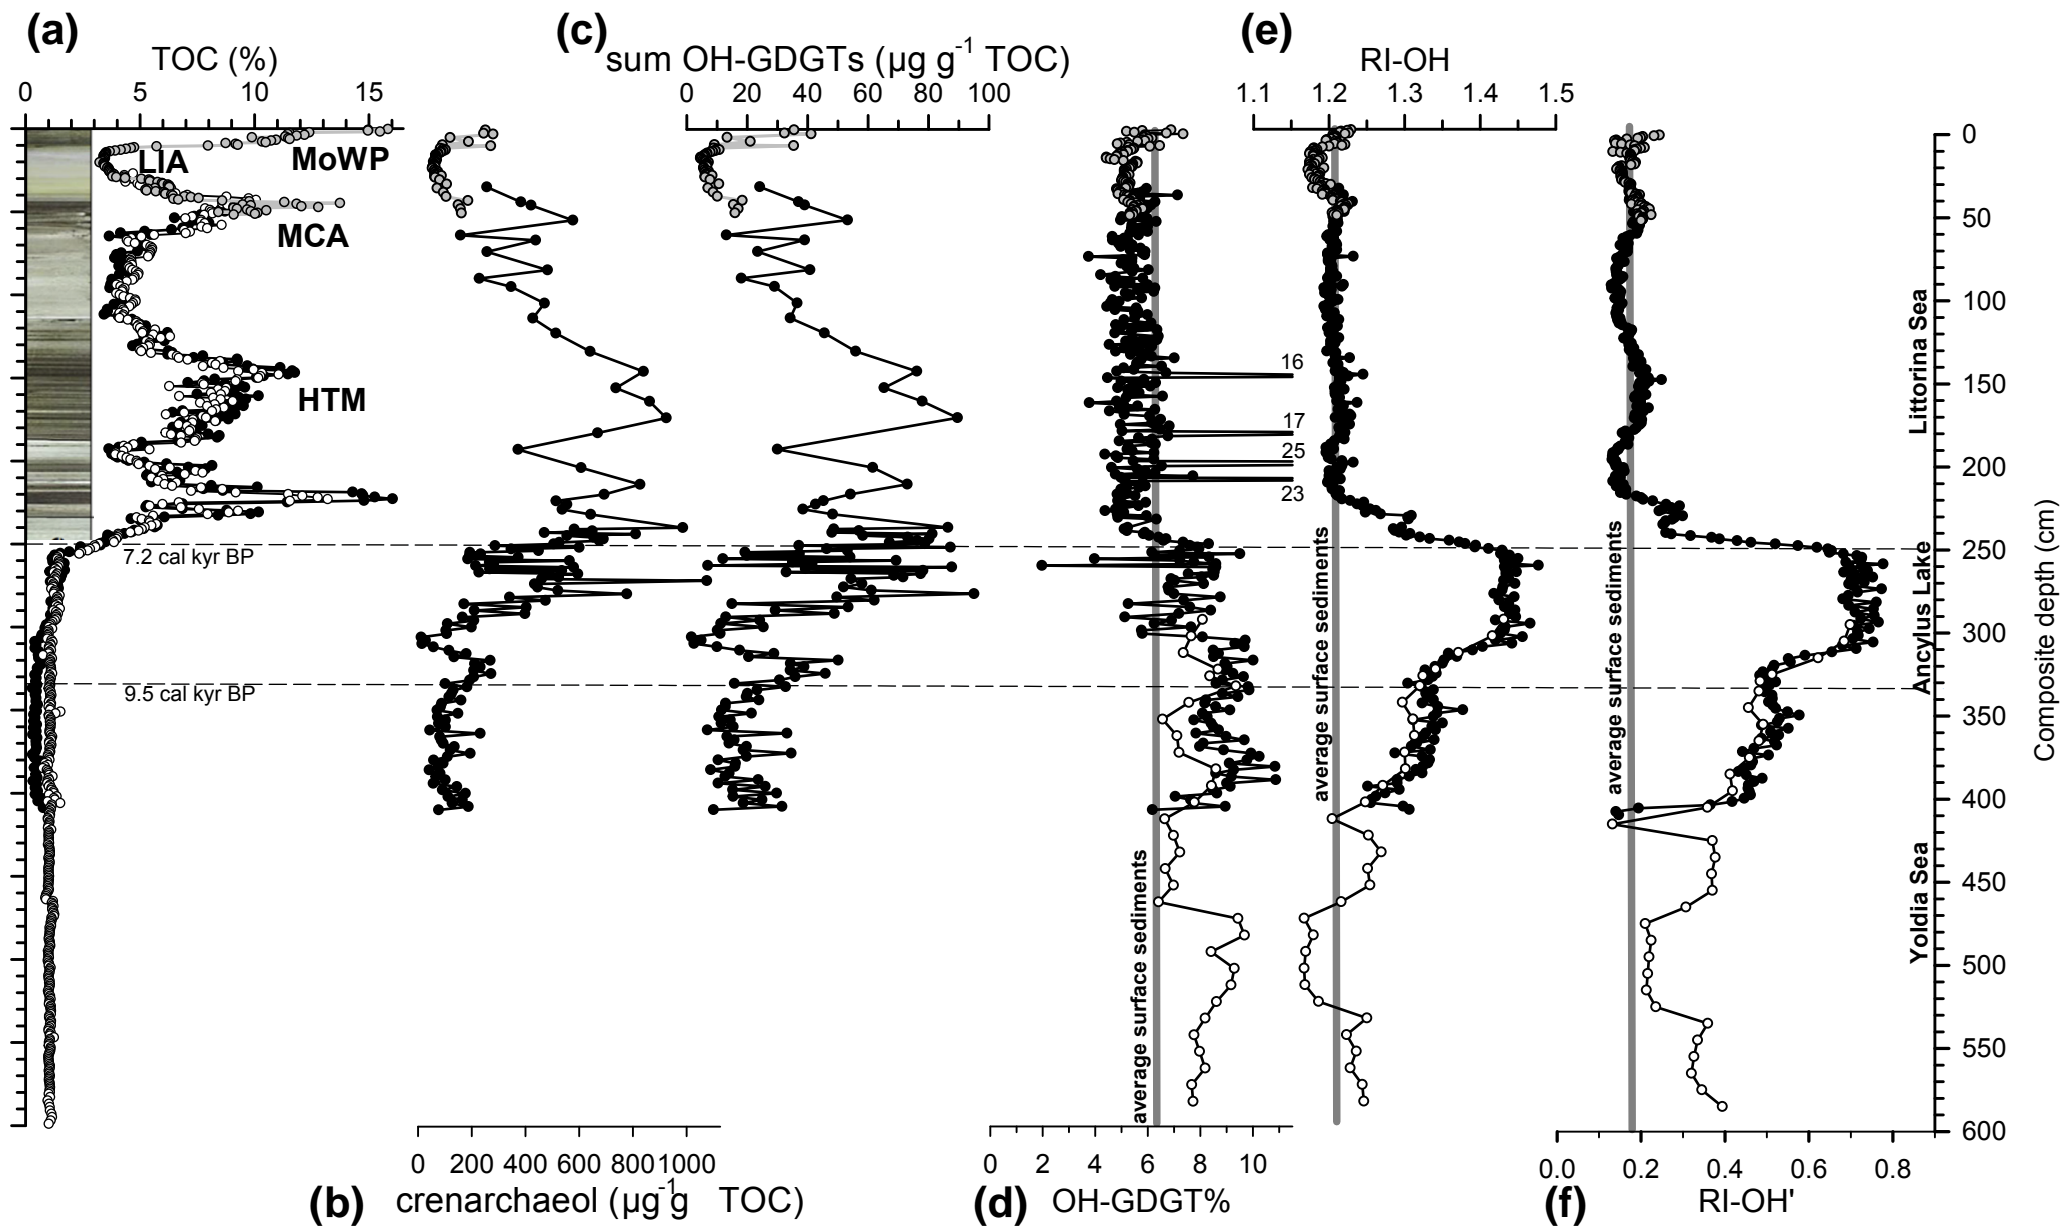 (a)
(c)
(e)
TOC (%)
sum OH-GDGTs (µg g-1 TOC)
RI-OH
0 5 10 15
0 20 40 60 80 100
1.1 1.2 1.3 1.4 1.5
LIA
MoWP
MCA
HTM
7.2 cal kyr BP
9.5 cal kyr BP
16
17
25
23
average surface sediments
average surface sediments
average surface sediments
Littorina Sea
Ancylus Lake
Yoldia Sea
0
50
100
150
200
250
300
350
400
450
500
550
600
Composite depth (cm)
0 200 400 600 800 1000
0 2 4 6 8 10
0.0 0.2 0.4 0.6 0.8
(b)
crenarchaeol (µg-1g TOC)
(d)
OH-GDGT%
(f)
RI-OH'